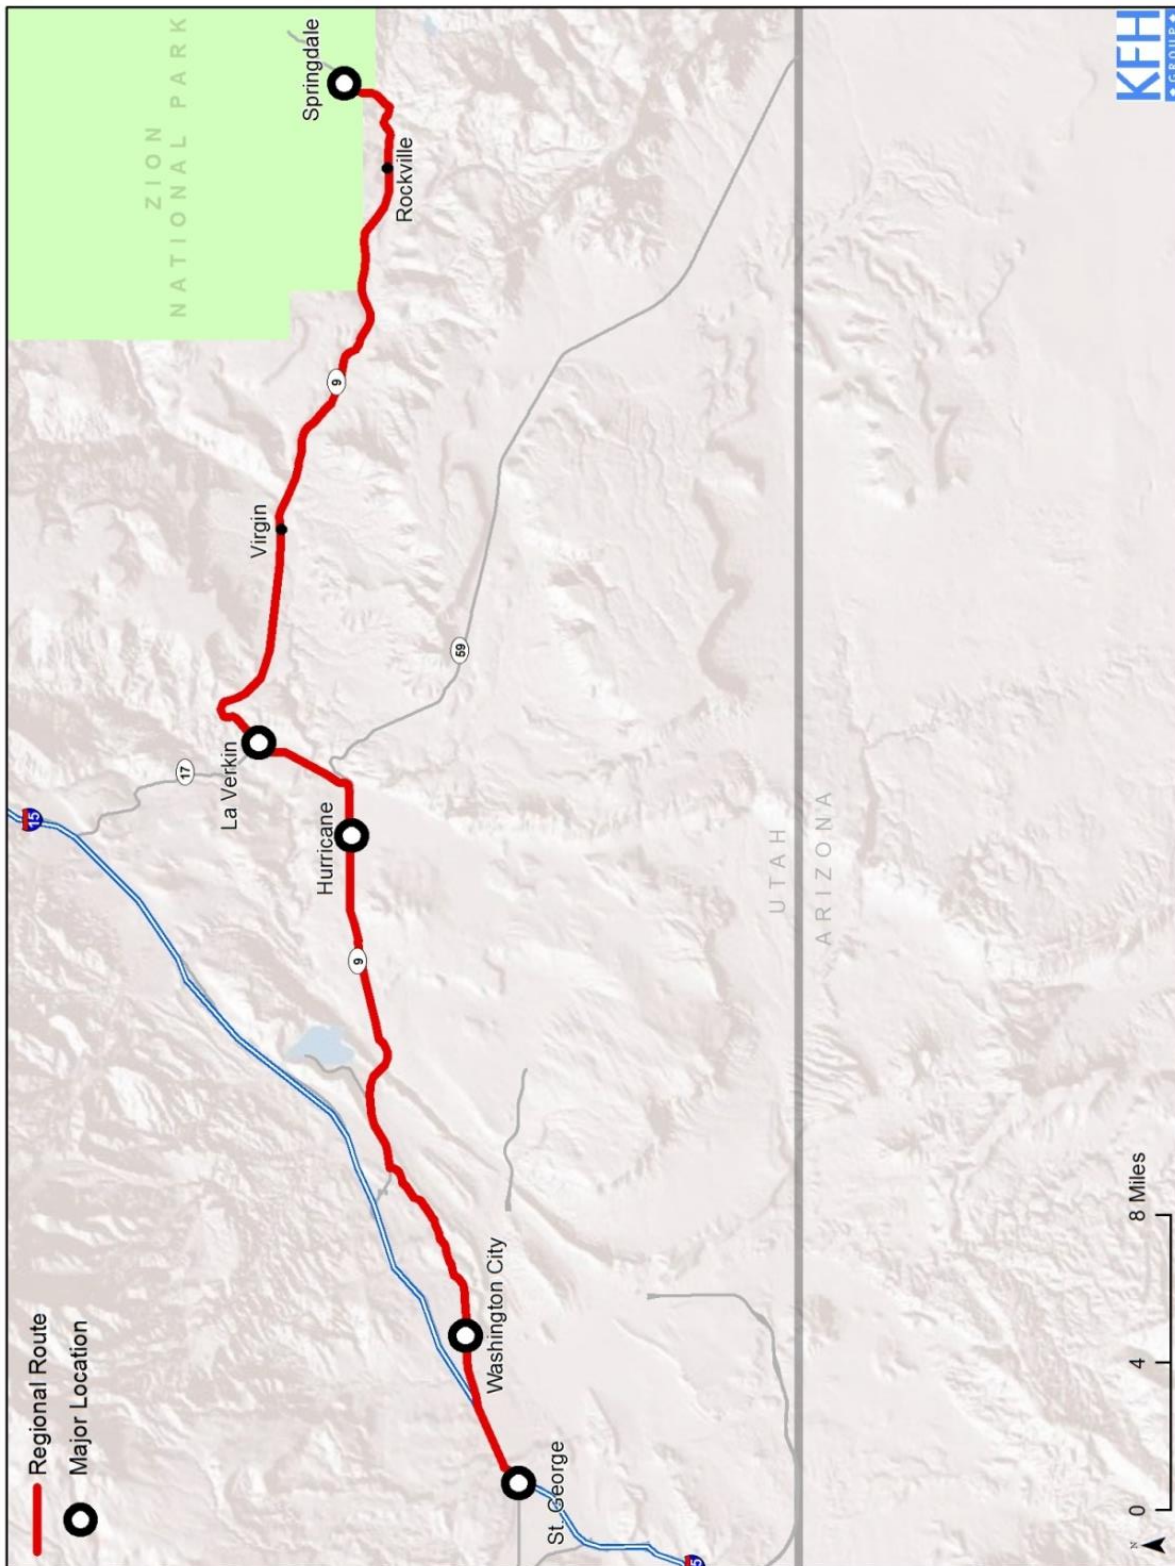 Regional Route
Major Location
ZION
NATIONAL PARK
Springdale
Rockville
Virgin
La Verkin
Hurricane
Washington City
St. George
15
17
9
59
9
UTAH
ARIZONA
N
0
4
8 Miles
KFH
GROUP